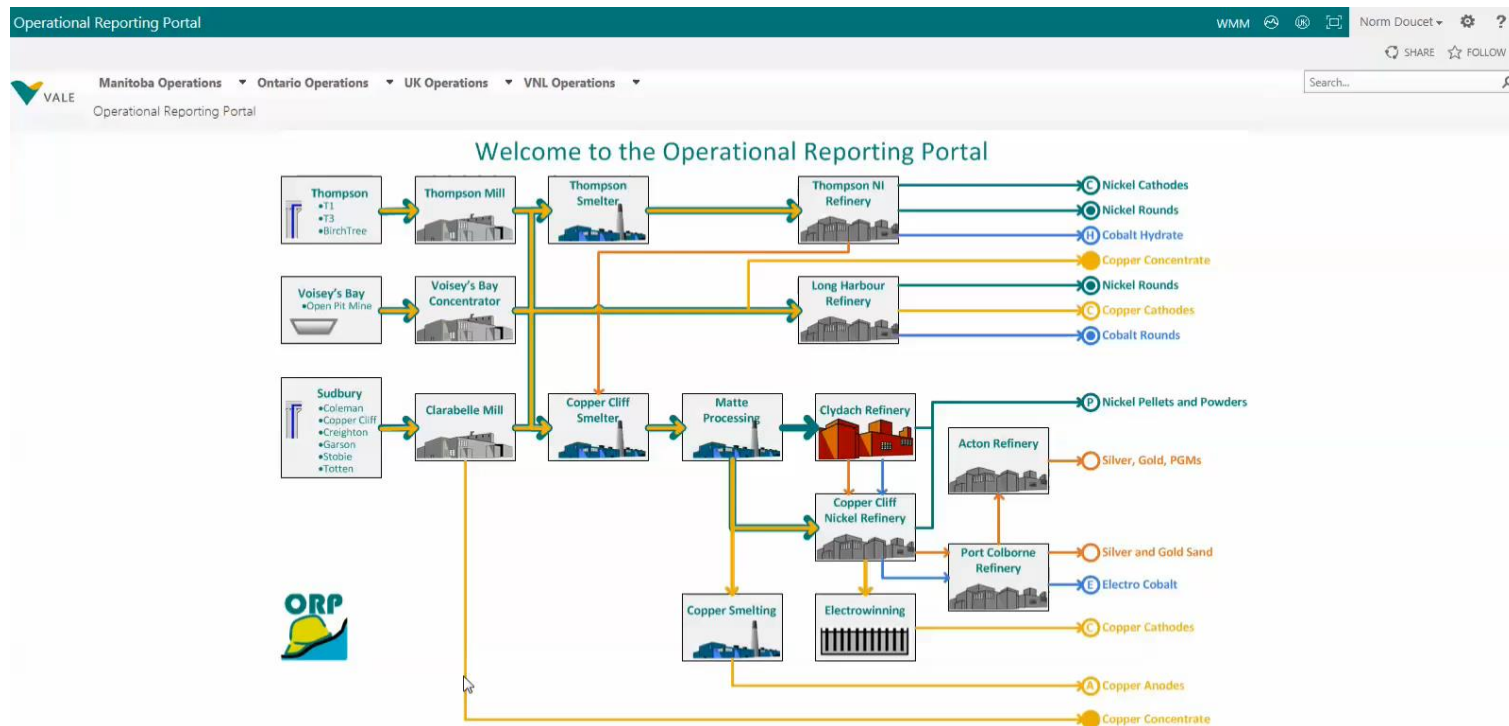 Operational Reporting Portal
WMM
UK
Norm Doucet
?
SHARE
FOLLOW
VALE
Manitoba Operations
Ontario Operations
UK Operations
VNL Operations
Search...
Operational Reporting Portal
Welcome to the Operational Reporting Portal
Thompson
•T1
•T3
•BirchTree
Thompson Mill
Thompson
Smelter
Thompson NI
Refinery
C Nickel Cathodes
Nickel Rounds
H Cobalt Hydrate
Copper Concentrate
Voisey's Bay
•Open Pit Mine
Voisey's Bay
Concentrator
Long Harbour
Refinery
Nickel Rounds
C Copper Cathodes
Cobalt Rounds
Sudbury
•Coleman
•Copper Cliff
•Creighton
•Garson
•Stobie
•Totten
Clarabelle Mill
Copper Cliff
Smelter
Matte
Processing
Clydach Refinery
P Nickel Pellets and Powders
Acton Refinery
Silver, Gold, PGMs
Copper Cliff
Nickel Refinery
Port Colborne
Refinery
Silver and Gold Sand
E Electro Cobalt
ORP
Copper Smelting
Electrowinning
C Copper Cathodes
A Copper Anodes
Copper Concentrate